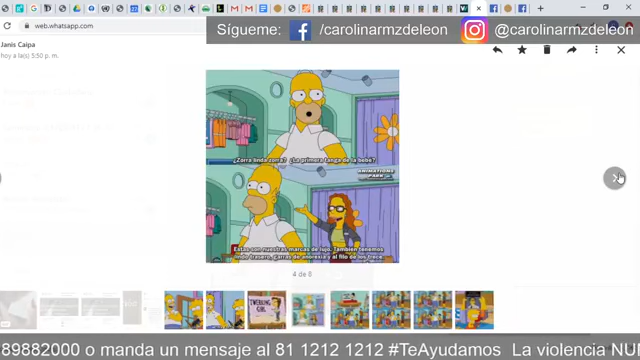 web.whatsapp.com
Sígueme: /carolinarmzdeleon @carolinarmzdeleon
Janis Caipa
hoy a la(s) 5:50 p. m.
¿Zorra linda zorra? ¿La primera tanga de la bebe?
ANIMATIONS
PARK
Estas son nuestras marcas de lujo. También tenemos
lindo trasero, garras de anorexia y al filo de los trece.
4 de 8
TWERKING
GIRL
89882000 o manda un mensaje al 81 1212 1212 #TeAyudamos La violencia NU